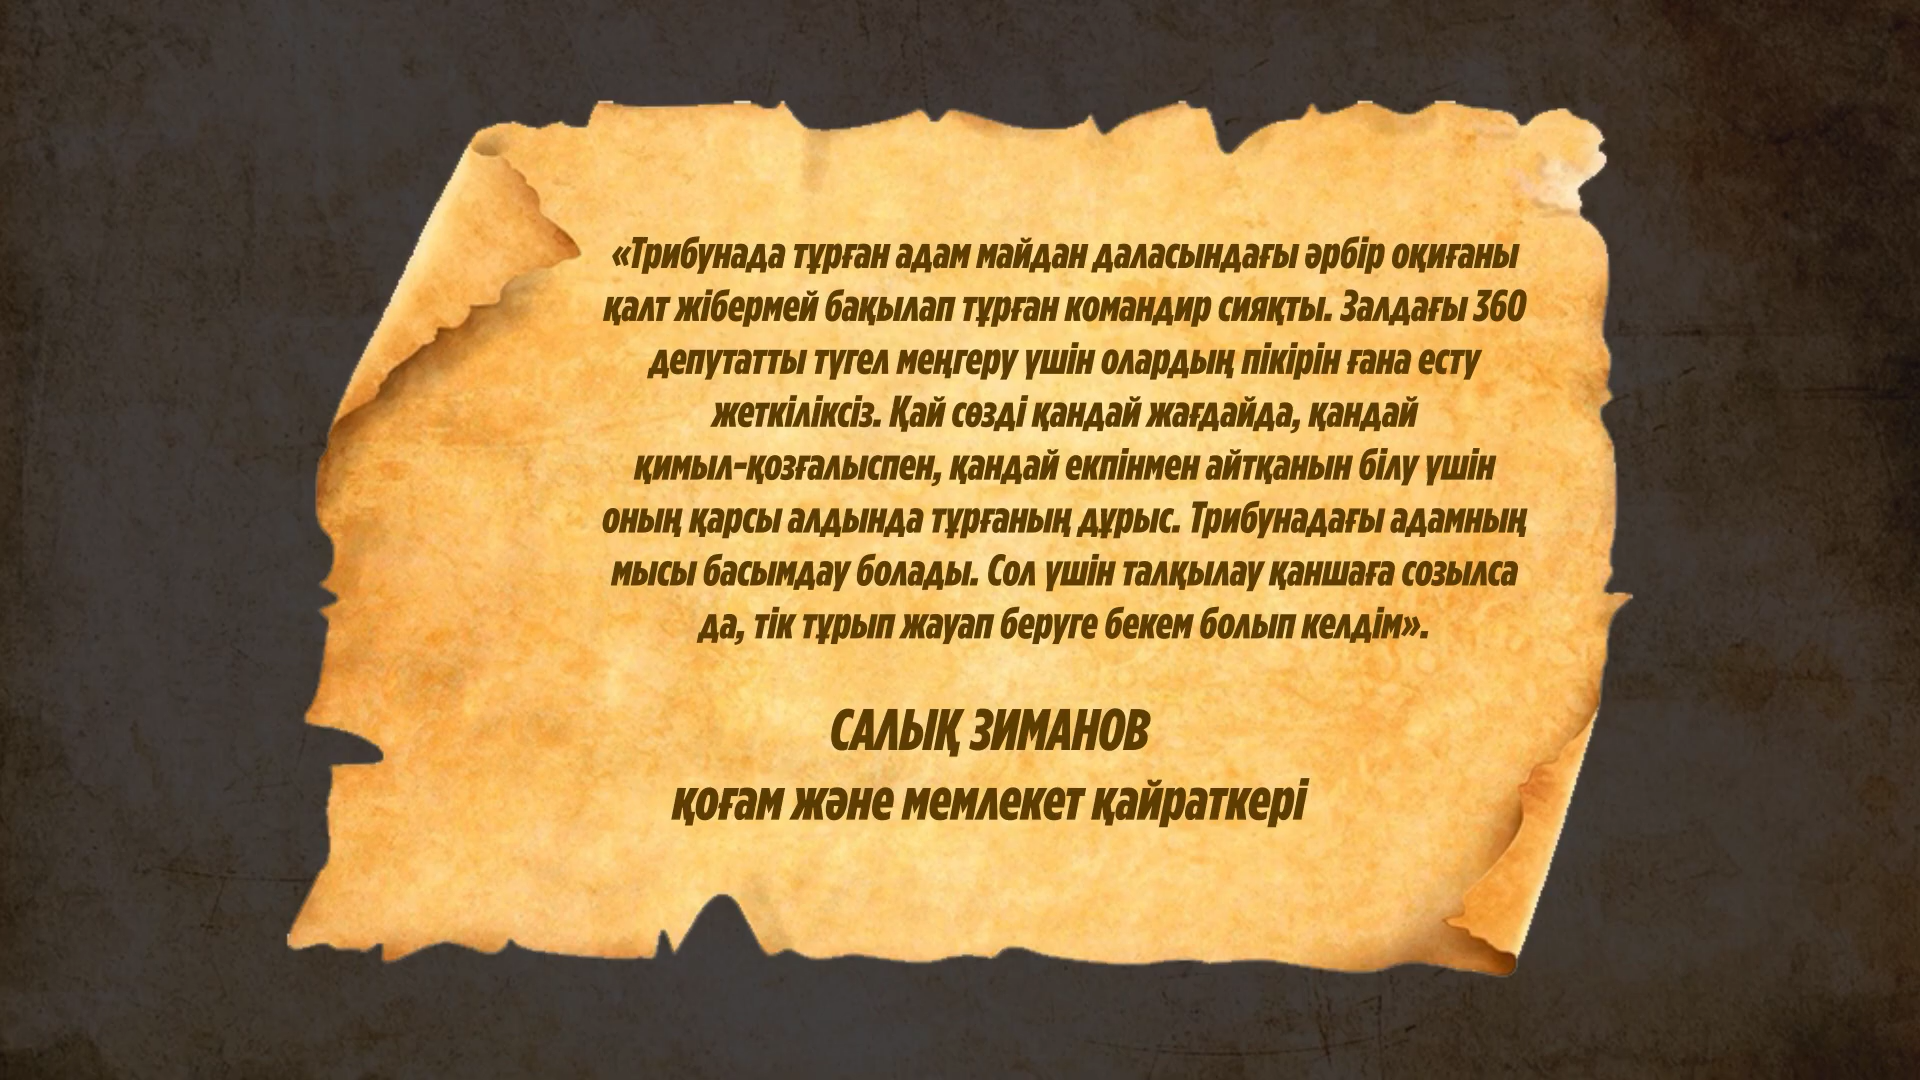 «Трибунада тұрған адам майдан даласындағы әрбір оқиғаны
қалт жібермей бақылап тұрған командир сияқты. Залдағы 360
депутатты түгел меңгеру үшін олардың пікірін ғана есту
жеткіліксіз. Қай сөзді қандай жағдайда, қандай
қимыл-қозғалыспен, қандай екпінмен айтқанын білу үшін
оның қарсы алдында тұрғаның дұрыс. Трибунадағы адамның
мысы басымдау болады. Сол үшін талқылау қаншаға созылса
да, тік тұрып жауап беруге бекем болып келдім».
САЛЫҚ ЗИМАНОВ
қоғам және мемлекет қайраткері